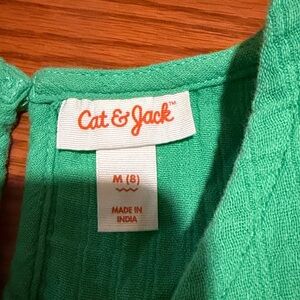 Cat & Jack™
M (8)
MADE IN
INDIA